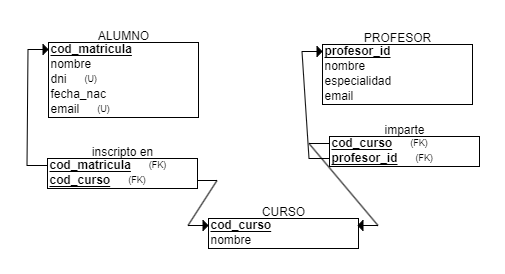 ALUMNO
cod_matricula
nombre
dni (U)
fecha_nac
email (U)
PROFESOR
profesor_id
nombre
especialidad
email
inscripto en
cod_matricula (FK)
cod_curso (FK)
imparte
cod_curso (FK)
profesor_id (FK)
CURSO
cod_curso
nombre